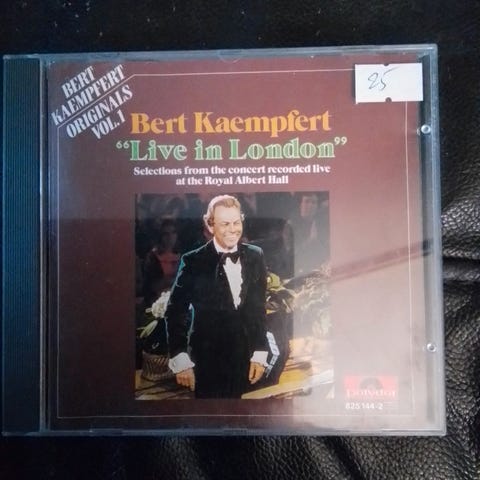 BERT
KAEMPFERT
ORIGINALS
VOL.1
25
Bert Kaempfert
"Live in London"
Selections from the concert recorded live
at the Royal Albert Hall
polydor
825 144-2